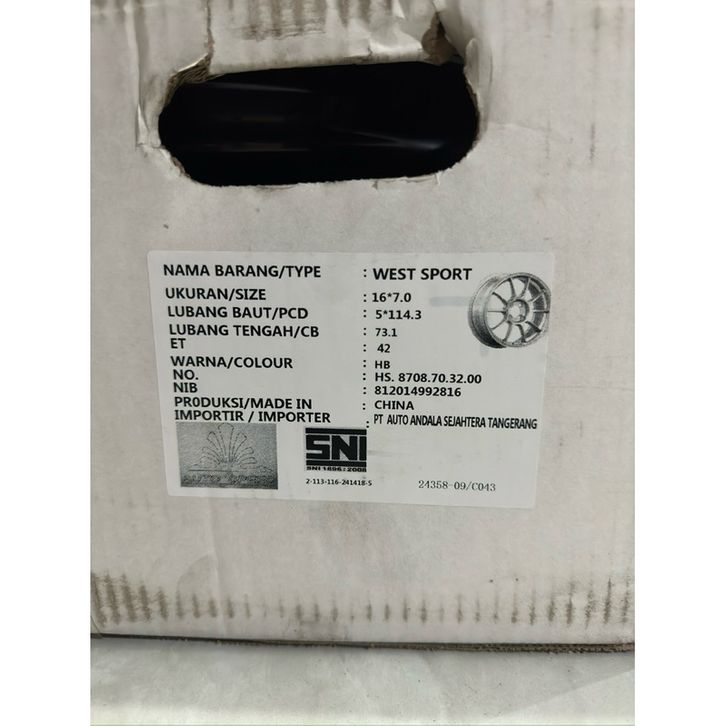 NAMA BARANG/TYPE : WEST SPORT
UKURAN/SIZE : 16*7.0
LUBANG BAUT/PCD : 5*114.3
LUBANG TENGAH/CB : 73.1
ET : 42
WARNA/COLOUR : HB
NO. : HS. 8708.70.32.00
NIB : 812014992816
PRODUKSI/MADE IN : CHINA
IMPORTIR / IMPORTER : PT AUTO ANDALA SEJAHTERA TANGERANG
SNI
SNI 1896:2008
2-113-116-241418-5
24358-09/C043